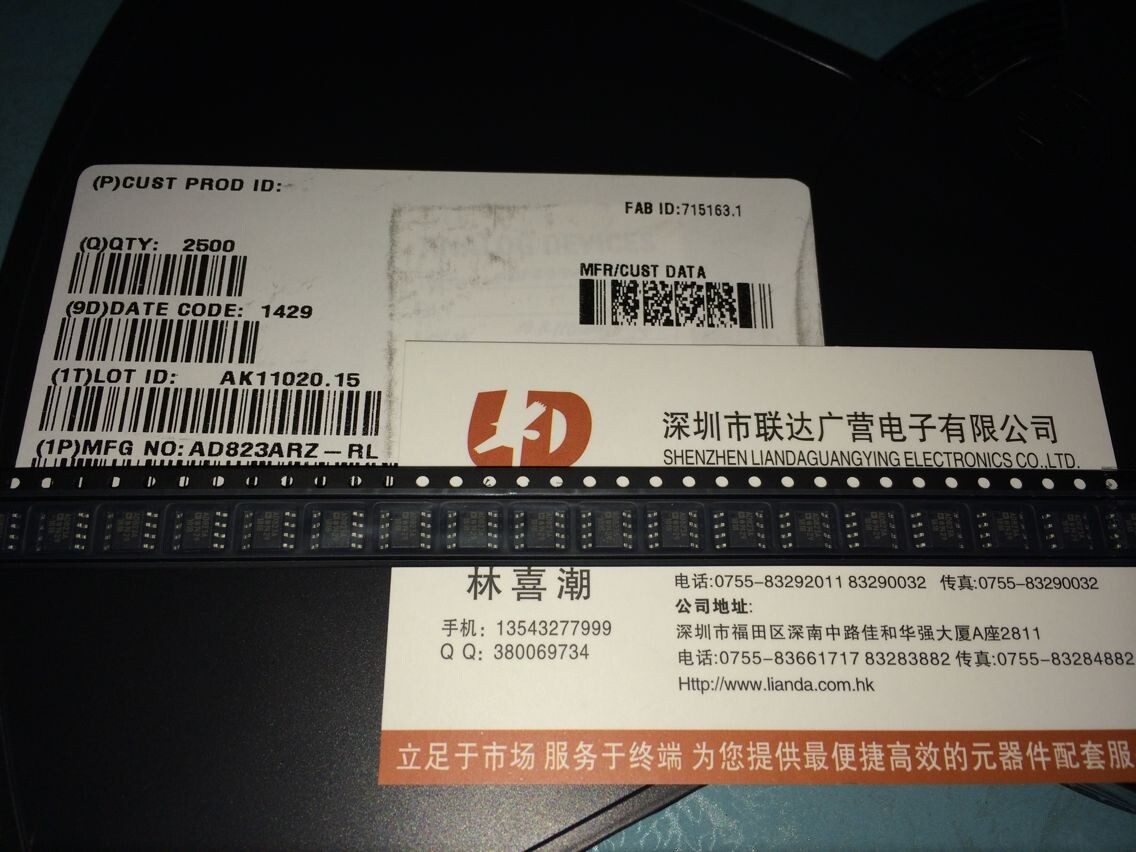 (P)CUST PROD ID:
FAB ID:715163.1
(Q)QTY: 2500
MFR/CUST DATA
(9D)DATE CODE: 1429
(1T)LOT ID: AK11020.15
(1P)MFG NO: AD823ARZ-RL
LD
深圳市联达广营电子有限公司
SHENZHEN LIANDAGUANGYING ELECTRONICS CO.,LTD.
林喜潮
手机：13543277999
Q Q：380069734
电话:0755-83292011 83290032 传真:0755-83290032
公司地址:
深圳市福田区深南中路佳和华强大厦A座2811
电话:0755-83661717 83283882 传真:0755-83284882
Http://www.lianda.com.hk
立足于市场 服务于终端 为您提供最便捷高效的元器件配套服